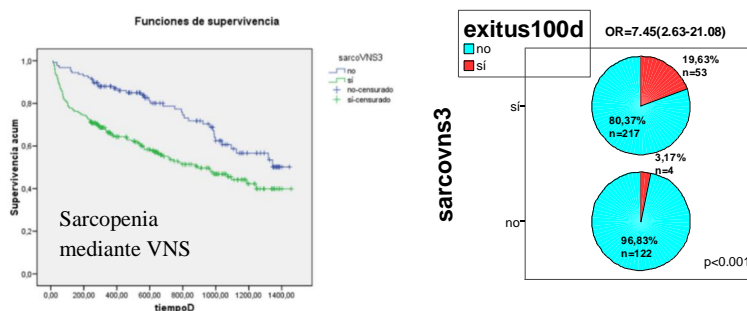 Funciones de supervivencia
sarcoVNS3
no
sí
no-censurado
sí-censurado
Supervivencia acum
1,0
0,8
0,6
0,4
0,2
0,0
Sarcopenia
mediante VNS
0,00
200,00
400,00
600,00
800,00
1000,00
1200,00
1400,00
tiempoD
exitus100d
no
sí
OR=7.45(2.63-21.08)
sarcovns3
sí
19,63%
n=53
80,37%
n=217
no
3,17%
n=4
96,83%
n=122
p<0.001